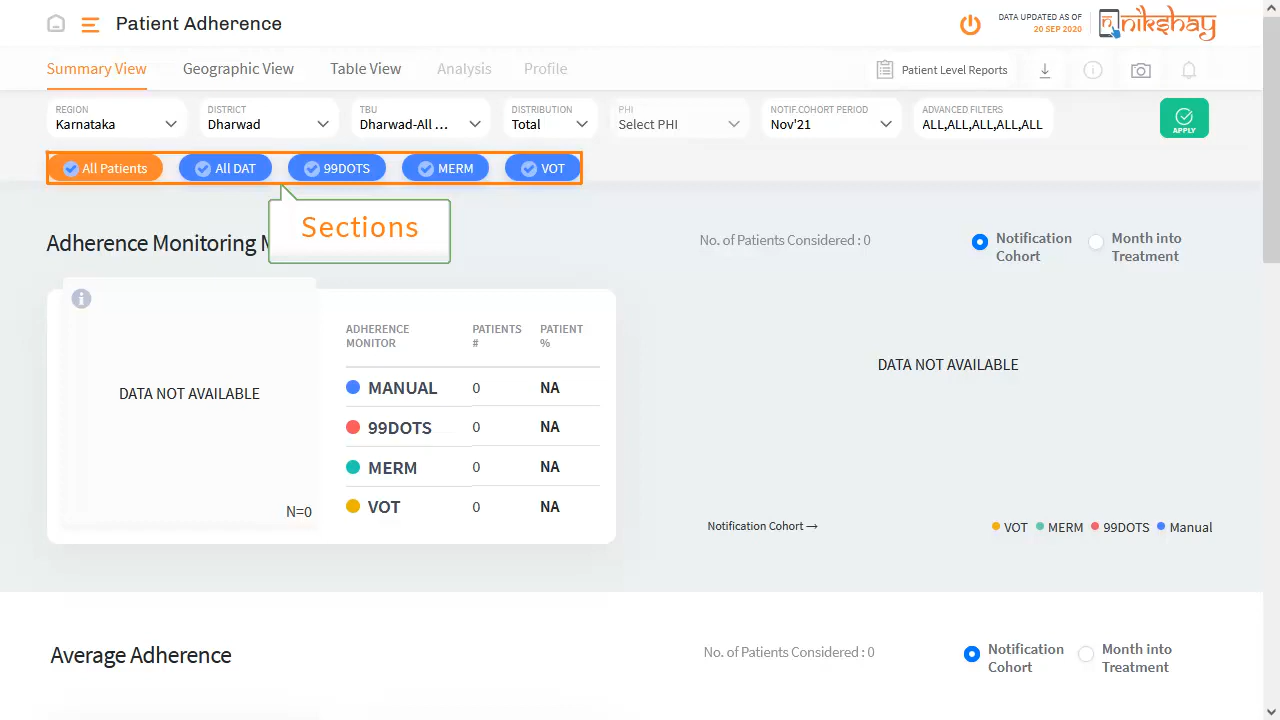 Patient Adherence
DATA UPDATED AS OF
20 SEP 2020
निkshay
Summary View
Geographic View
Table View
Analysis
Profile
Patient Level Reports
REGION
Karnataka
DISTRICT
Dharwad
TBU
Dharwad-All ...
DISTRIBUTION
Total
PHI
Select PHI
NOTIF.COHORT PERIOD
Nov'21
ADVANCED FILTERS
ALL,ALL,ALL,ALL,ALL
APPLY
All Patients
All DAT
99DOTS
MERM
VOT
Sections
Adherence Monitoring
No. of Patients Considered : 0
Notification
Cohort
Month into
Treatment
DATA NOT AVAILABLE
N=0
ADHERENCE
MONITOR
PATIENTS
#
PATIENT
%
MANUAL 0 NA
99DOTS 0 NA
MERM 0 NA
VOT 0 NA
DATA NOT AVAILABLE
Notification Cohort →
VOT MERM 99DOTS Manual
Average Adherence
No. of Patients Considered : 0
Notification
Cohort
Month into
Treatment